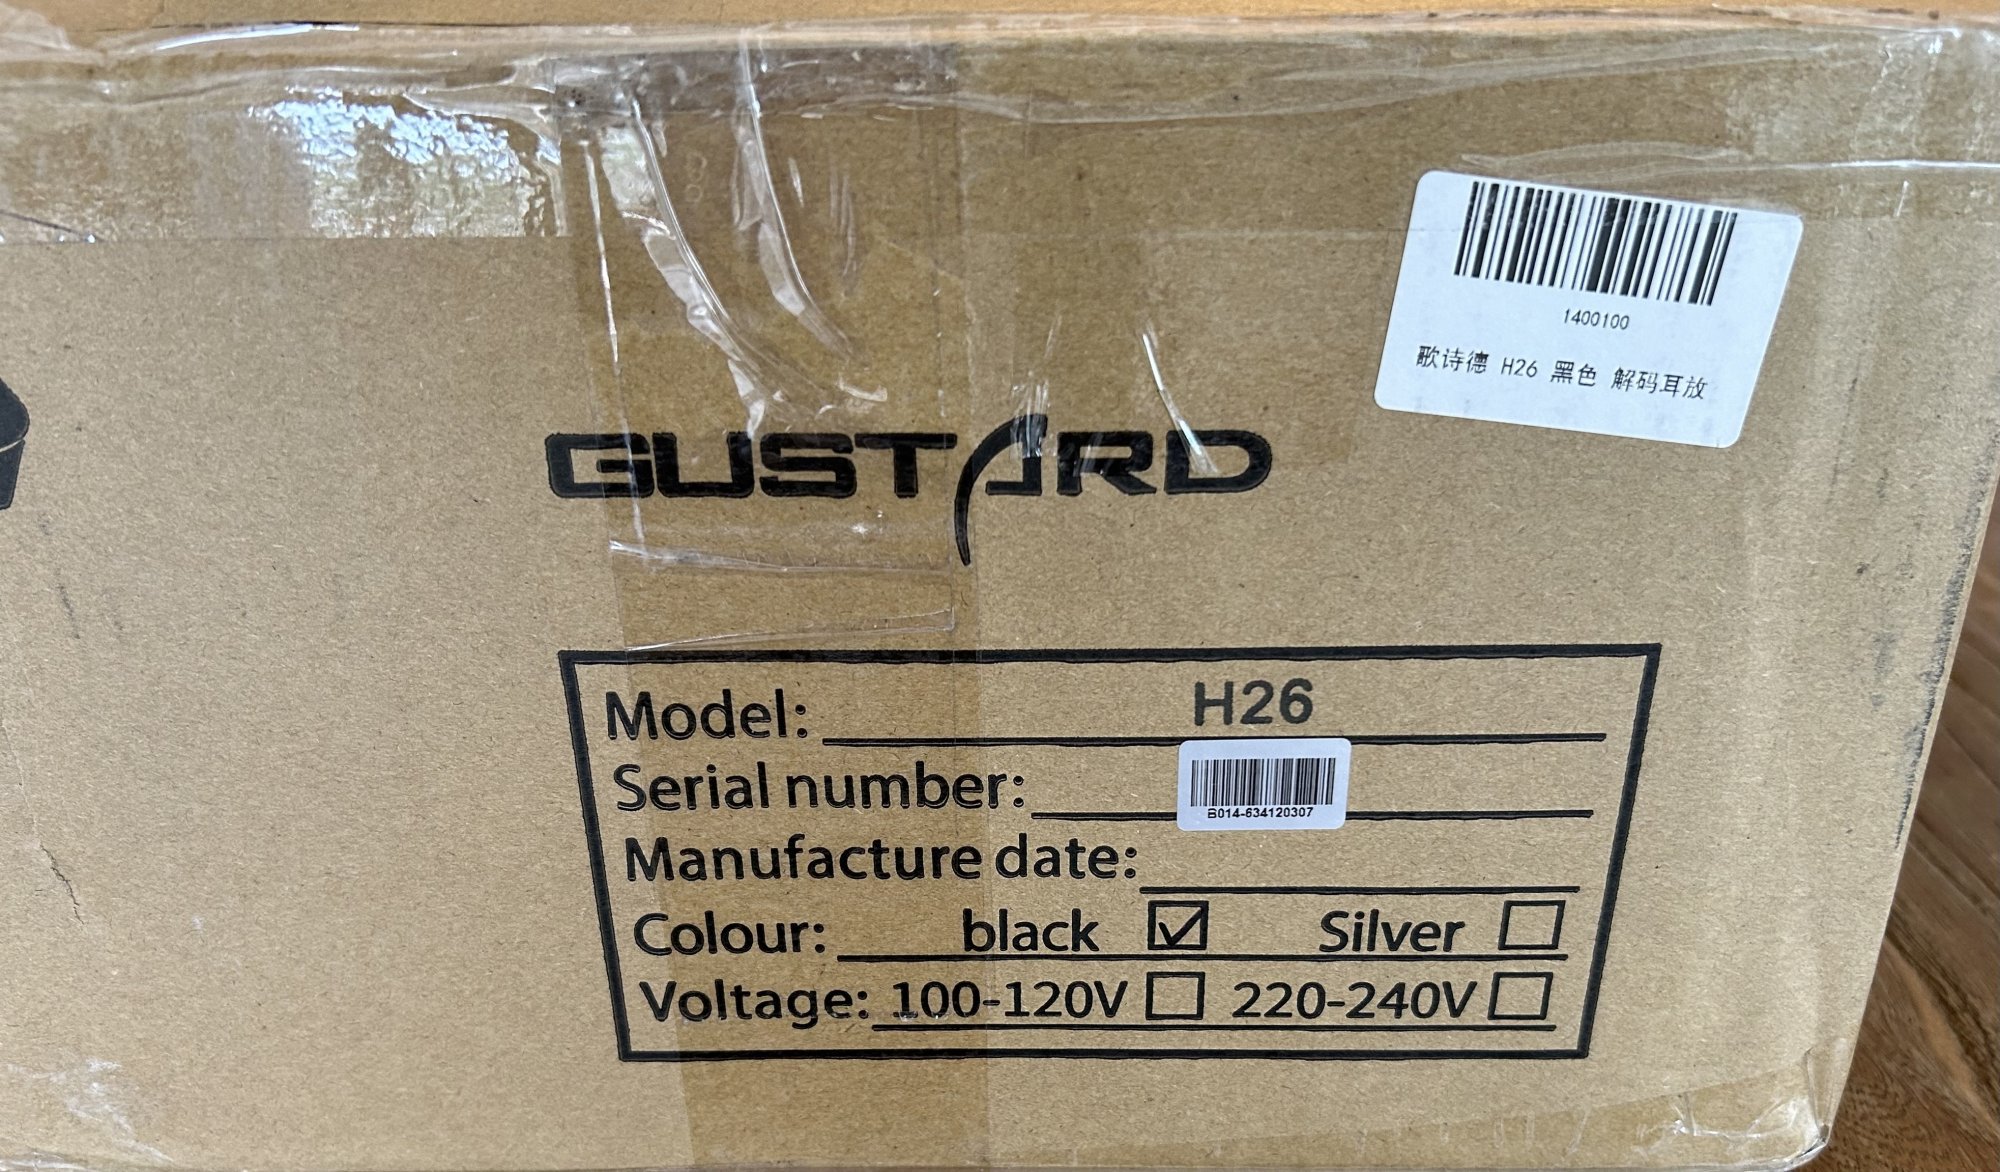 1400100
歌诗德 H26 黑色 解码耳放
GUSTARD
Model: H26
Serial number: B014-634120307
Manufacture date:
Colour: black ☑ Silver ☐
Voltage: 100-120V ☐ 220-240V ☐